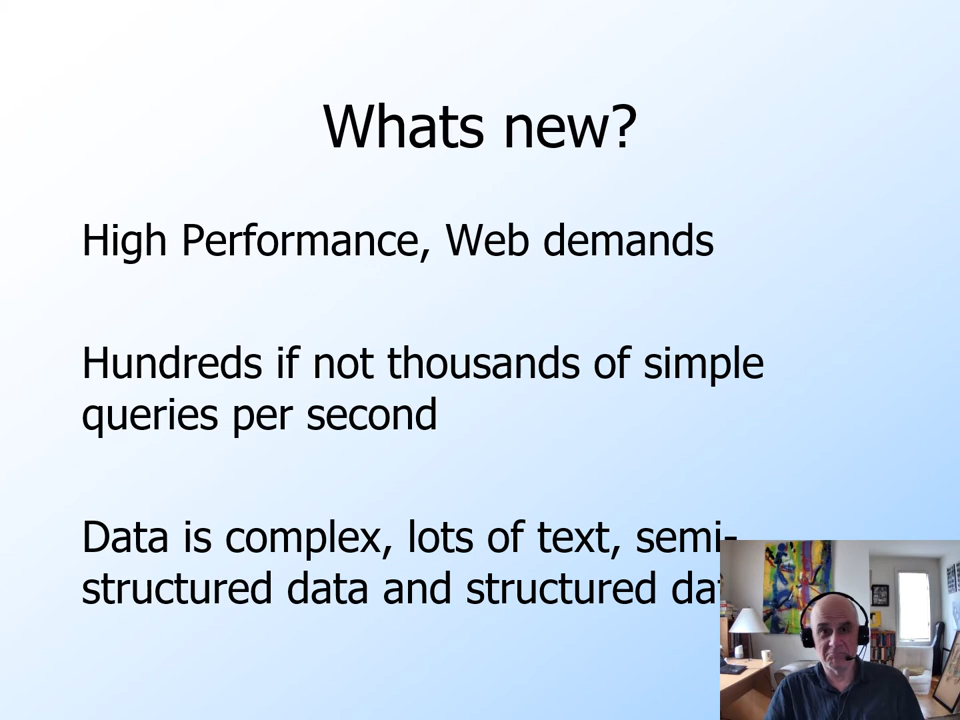 Whats new?
High Performance, Web demands
Hundreds if not thousands of simple
queries per second
Data is complex, lots of text, semi-
structured data and structured